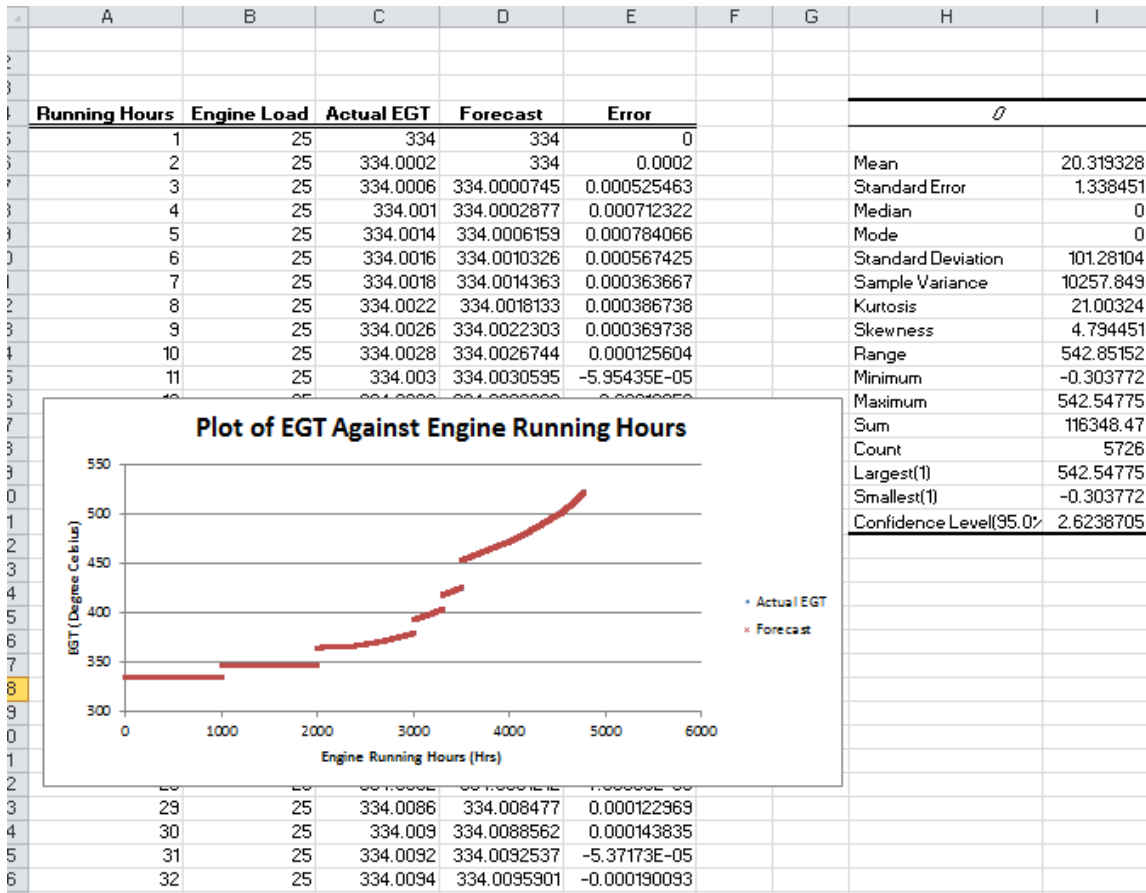 A B C D E F G H I
Running Hours Engine Load Actual EGT Forecast Error 0
1 25 334 334 0
2 25 334.0002 334 0.0002 Mean 20.319328
3 25 334.0006 334.0000745 0.000525463 Standard Error 1.338451
4 25 334.001 334.0002877 0.000712322 Median 0
5 25 334.0014 334.0006159 0.000784066 Mode 0
6 25 334.0016 334.0010326 0.000567425 Standard Deviation 101.28104
7 25 334.0018 334.0014363 0.000363667 Sample Variance 10257.849
8 25 334.0022 334.0018133 0.000386738 Kurtosis 21.00324
9 25 334.0026 334.0022303 0.000369738 Skewness 4.794451
10 25 334.0028 334.0026744 0.000125604 Range 542.85152
11 25 334.003 334.0030595 -5.95435E-05 Minimum -0.303772
Maximum 542.54775
Plot of EGT Against Engine Running Hours Sum 116348.47
Count 5726
Largest(1) 542.54775
Smallest(1) -0.303772
Confidence Level(95.0% 2.6238705
550
500
450
400
350
300
EGT (Degree Celsius)
Actual EGT
Forecast
0 1000 2000 3000 4000 5000 6000
Engine Running Hours (Hrs)
29 25 334.0086 334.008477 0.000122969
30 25 334.009 334.0088562 0.000143835
31 25 334.0092 334.0092537 -5.37173E-05
32 25 334.0094 334.0095901 -0.000190093